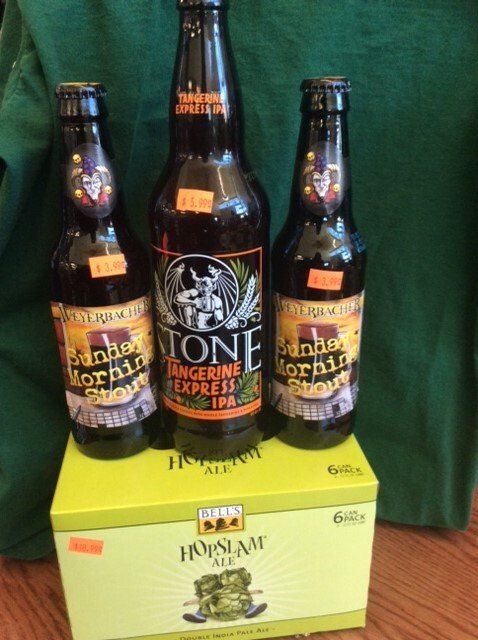 TANGERINE
EXPRESS IPA
$ 5.99
$ 3.99
$ 3.99
WEYERBACHER
Sunday
Morning
Stout
STONE
TANGERINE
EXPRESS
IPA
WEYERBACHER
Sunday
Morning
Stout
HOPSLAM
ALE
6 CAN
PACK
BELL'S
6 CAN
PACK
HOPSLAM
ALE
DOUBLE INDIA PALE ALE